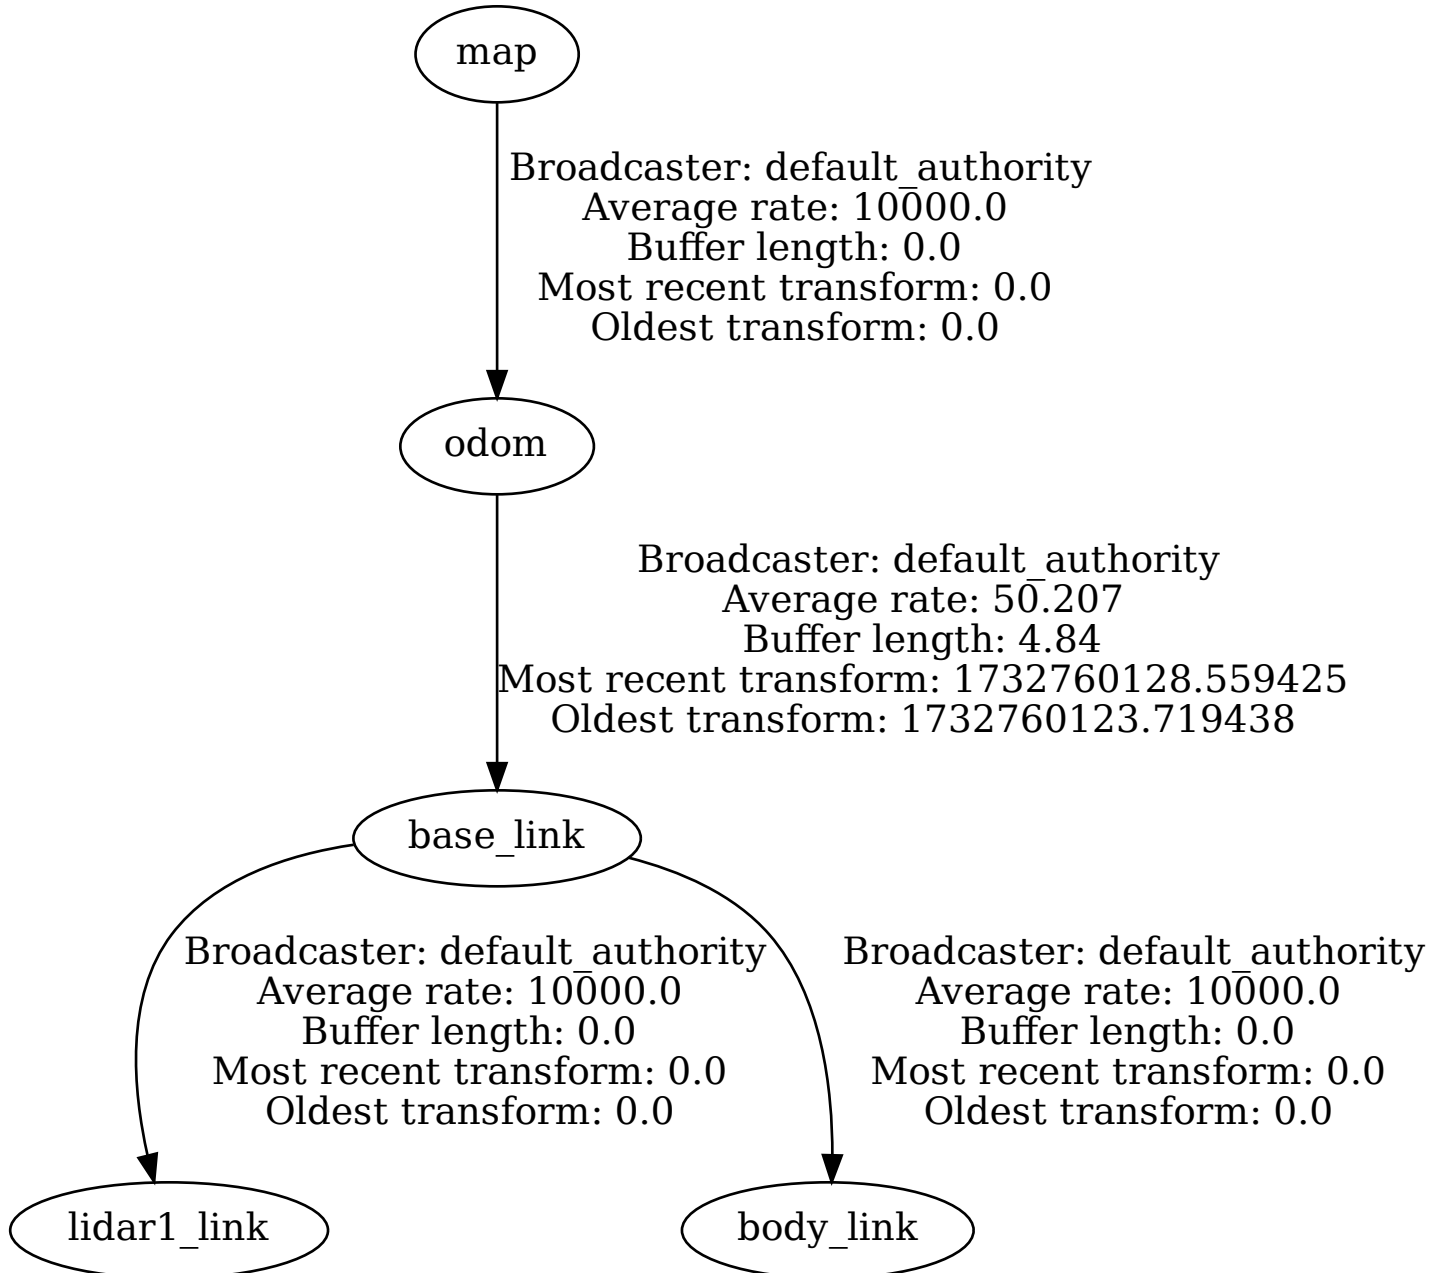 map
Broadcaster: default_authority
Average rate: 10000.0
Buffer length: 0.0
Most recent transform: 0.0
Oldest transform: 0.0
odom
Broadcaster: default_authority
Average rate: 50.207
Buffer length: 4.84
Most recent transform: 1732760128.559425
Oldest transform: 1732760123.719438
base_link
Broadcaster: default_authority
Average rate: 10000.0
Buffer length: 0.0
Most recent transform: 0.0
Oldest transform: 0.0
Broadcaster: default_authority
Average rate: 10000.0
Buffer length: 0.0
Most recent transform: 0.0
Oldest transform: 0.0
lidar1_link
body_link